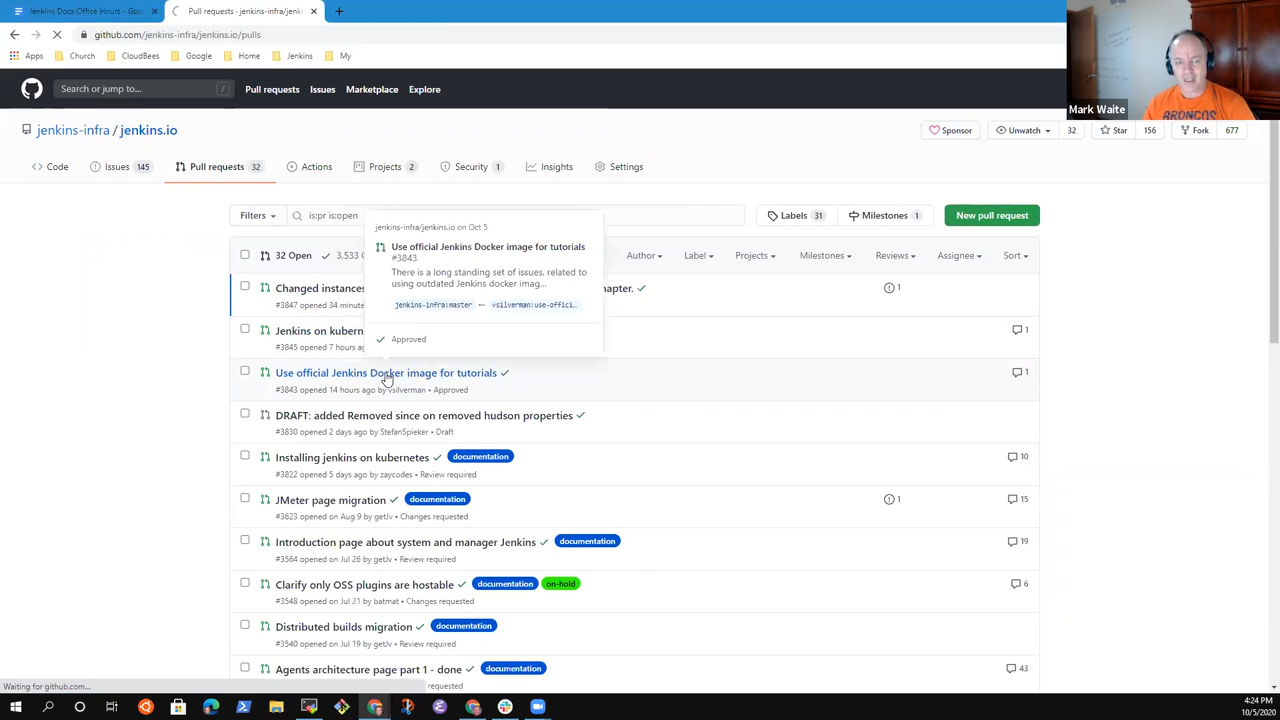 Jenkins Docs Office Hours - Goo
Pull requests · jenkins-infra/jenki
github.com/jenkins-infra/jenkins.io/pulls
Apps
Church
CloudBees
Google
Home
Jenkins
My
Search or jump to...
/
Pull requests
Issues
Marketplace
Explore
BRONCOS
Mark Waite
jenkins-infra / jenkins.io
Sponsor
Unwatch
32
Star
156
Fork
677
Code
Issues 145
Pull requests 32
Actions
Projects 2
Security 1
Insights
Settings
Filters
is:pr is:open
Labels 31
Milestones 1
New pull request
jenkins-infra/jenkins.io on Oct 5
Use official Jenkins Docker image for tutorials
#3843
There is a long standing set of issues. related to
using outdated Jenkins docker imag...
jenkins-infra:master ← vsilverman:use-offici…
Approved
32 Open
3,533 C
Author
Label
Projects
Milestones
Reviews
Assignee
Sort
Changed instances
hapter.
1
#3847 opened 34 minute
Jenkins on kubern
1
#3845 opened 7 hours ag
Use official Jenkins Docker image for tutorials
1
#3843 opened 14 hours ago by vsilverman • Approved
DRAFT: added Removed since on removed hudson properties
#3830 opened 2 days ago by StefanSpieker • Draft
Installing jenkins on kubernetes
documentation
10
#3822 opened 5 days ago by zaycodes • Review required
JMeter page migration
documentation
1
15
#3623 opened on Aug 9 by getJv • Changes requested
Introduction page about system and manager Jenkins
documentation
19
#3564 opened on Jul 26 by getJv • Review required
Clarify only OSS plugins are hostable
documentation
on-hold
6
#3548 opened on Jul 21 by batmat • Changes requested
Distributed builds migration
documentation
#3540 opened on Jul 19 by getJv • Review required
Agents architecture page part 1 - done
documentation
43
requested
Waiting for github.com...
4:24 PM
10/5/2020